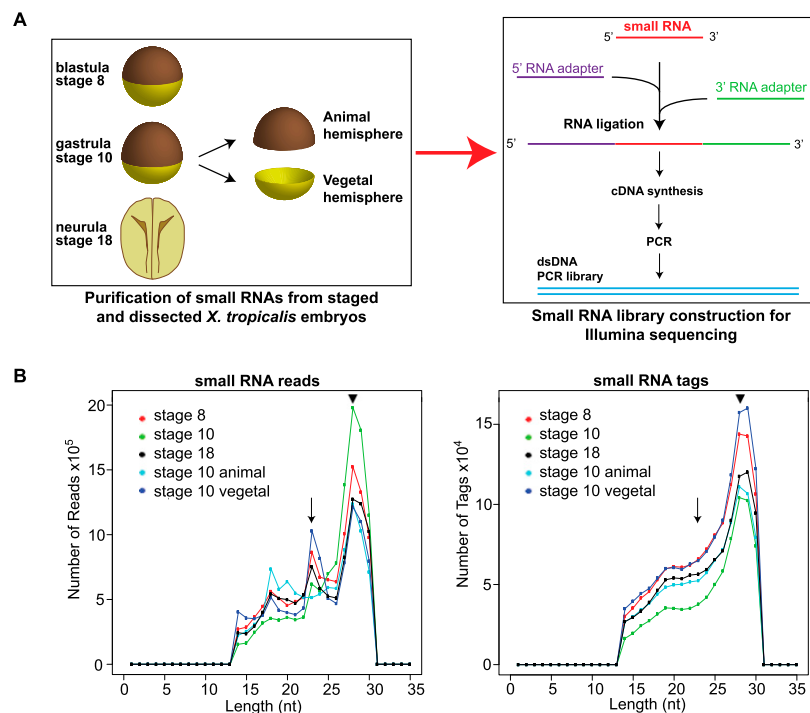 A
blastula
stage 8
gastrula
stage 10
neurula
stage 18
Animal
hemisphere
Vegetal
hemisphere
Purification of small RNAs from staged
and dissected X. tropicalis embryos
small RNA
5’ 3’
5’ RNA adapter
3’ RNA adapter
RNA ligation
5’ 3’
cDNA synthesis
PCR
dsDNA
PCR library
Small RNA library construction for
Illumina sequencing
B
small RNA reads
Number of Reads x10⁵
20
15
10
5
0
stage 8
stage 10
stage 18
stage 10 animal
stage 10 vegetal
0 5 10 15 20 25 30 35
Length (nt)
small RNA tags
Number of Tags x10⁴
15
10
5
0
stage 8
stage 10
stage 18
stage 10 animal
stage 10 vegetal
0 5 10 15 20 25 30 35
Length (nt)